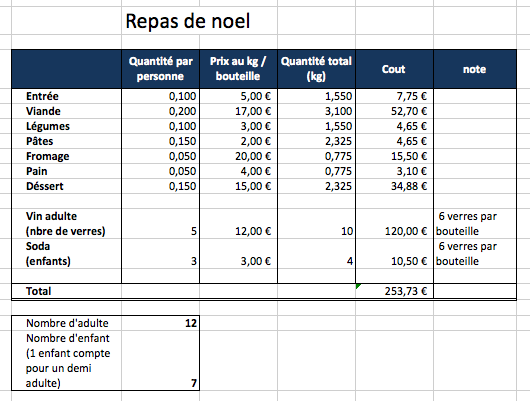 Repas de noel
Quantité par personne Prix au kg / bouteille Quantité total (kg) Cout note
Entrée 0,100 5,00 € 1,550 7,75 €
Viande 0,200 17,00 € 3,100 52,70 €
Légumes 0,100 3,00 € 1,550 4,65 €
Pâtes 0,150 2,00 € 2,325 4,65 €
Fromage 0,050 20,00 € 0,775 15,50 €
Pain 0,050 4,00 € 0,775 3,10 €
Déssert 0,150 15,00 € 2,325 34,88 €
Vin adulte 6 verres par
(nbre de verres) 5 12,00 € 10 120,00 € bouteille
Soda 6 verres par
(enfants) 3 3,00 € 4 10,50 € bouteille
Total 253,73 €
Nombre d'adulte 12
Nombre d'enfant
(1 enfant compte
pour un demi
adulte) 7